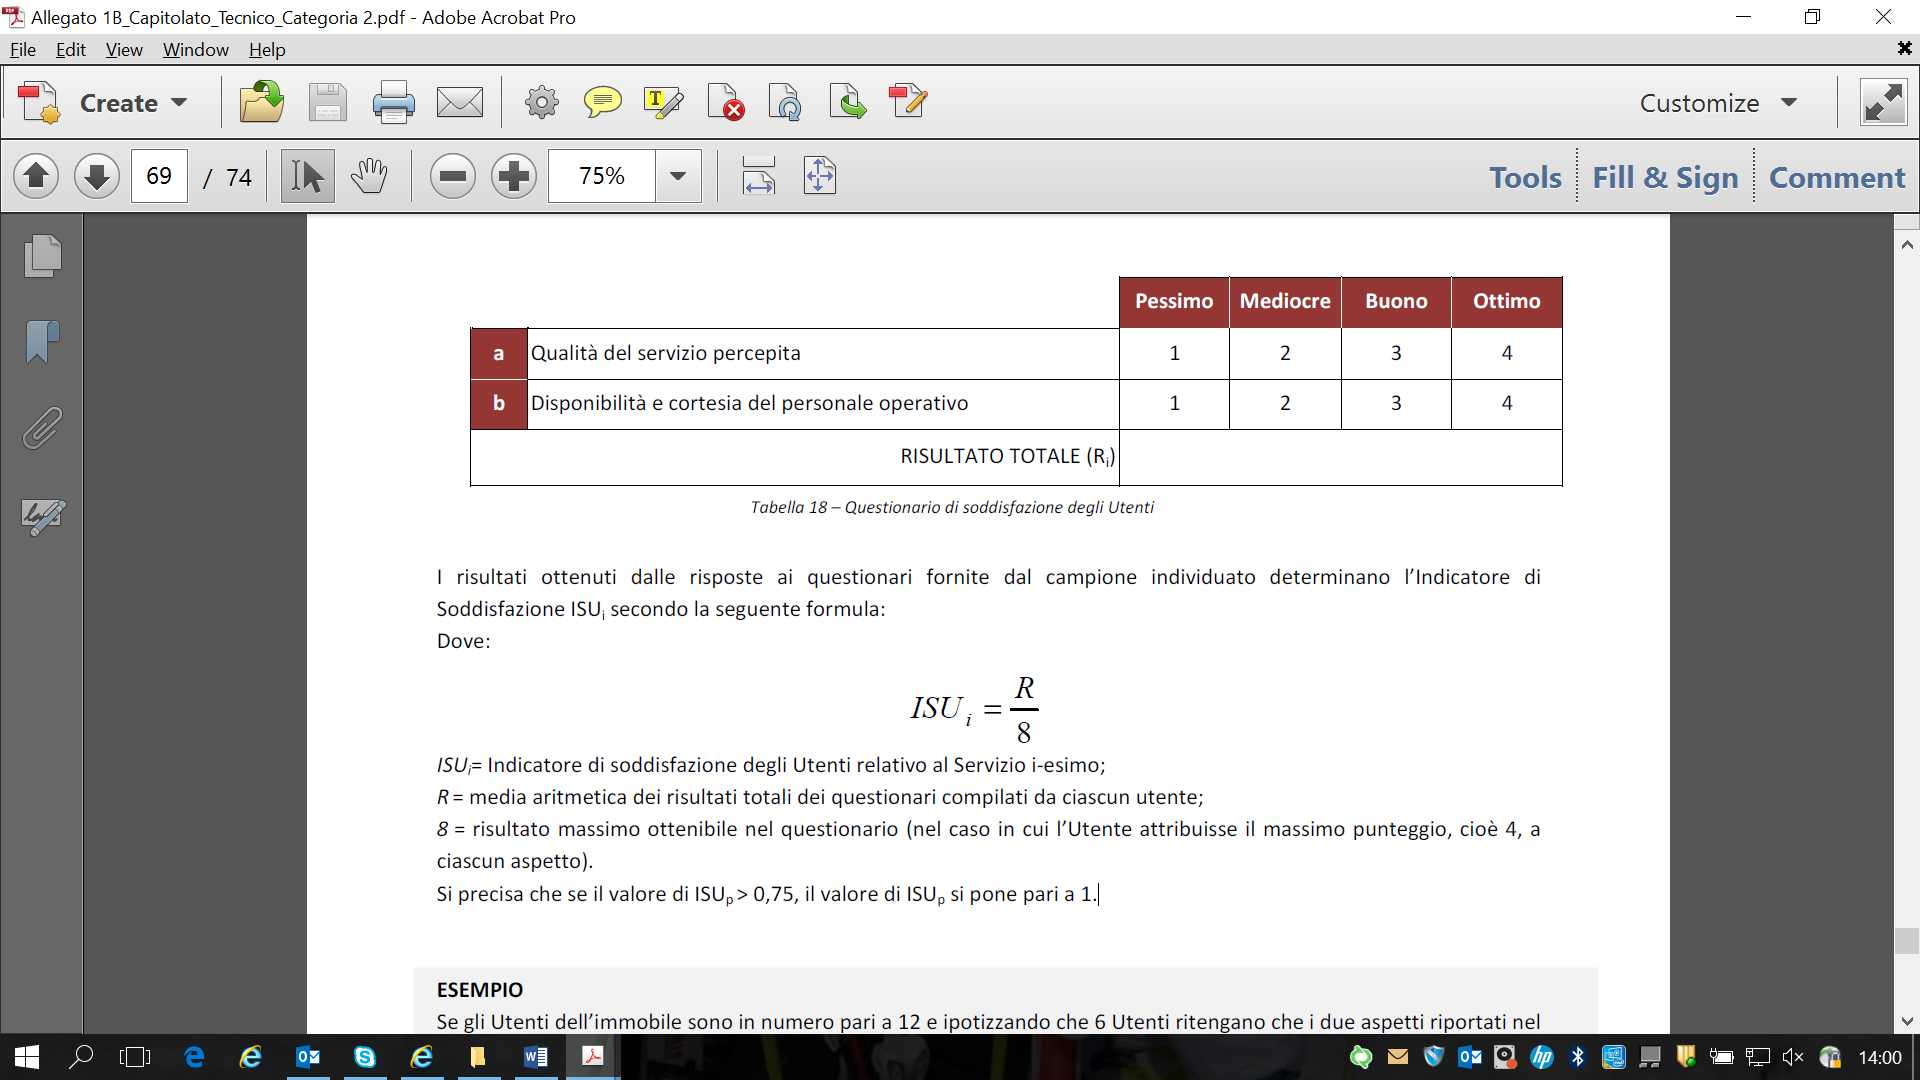 Allegato 1B_Capitolato_Tecnico_Categoria 2.pdf - Adobe Acrobat Pro
File Edit View Window Help
Create
Customize
69 / 74
75%
Tools Fill & Sign Comment
Pessimo Mediocre Buono Ottimo
a Qualità del servizio percepita 1 2 3 4
b Disponibilità e cortesia del personale operativo 1 2 3 4
RISULTATO TOTALE (Ri)
Tabella 18 – Questionario di soddisfazione degli Utenti
I risultati ottenuti dalle risposte ai questionari fornite dal campione individuato determinano l’Indicatore di
Soddisfazione ISUi secondo la seguente formula:
Dove:
ISU i = R
8
ISUi= Indicatore di soddisfazione degli Utenti relativo al Servizio i-esimo;
R = media aritmetica dei risultati totali dei questionari compilati da ciascun utente;
8 = risultato massimo ottenibile nel questionario (nel caso in cui l’Utente attribuisse il massimo punteggio, cioè 4, a
ciascun aspetto).
Si precisa che se il valore di ISUp > 0,75, il valore di ISUp si pone pari a 1.
ESEMPIO
Se gli Utenti dell’immobile sono in numero pari a 12 e ipotizzando che 6 Utenti ritengano che i due aspetti riportati nel
14:00